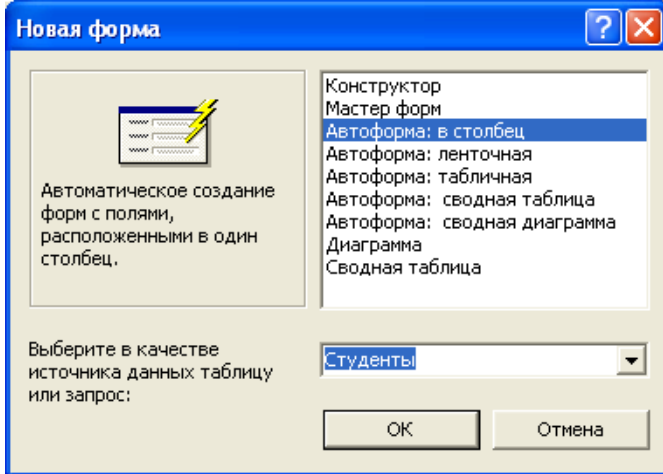 Новая форма
Автоматическое создание
форм с полями,
расположенными в один
столбец.
Конструктор
Мастер форм
Автоформа: в столбец
Автоформа: ленточная
Автоформа: табличная
Автоформа:  сводная таблица
Автоформа:  сводная диаграмма
Диаграмма
Сводная таблица
Выберите в качестве
источника данных таблицу
или запрос:
Студенты
ОК
Отмена